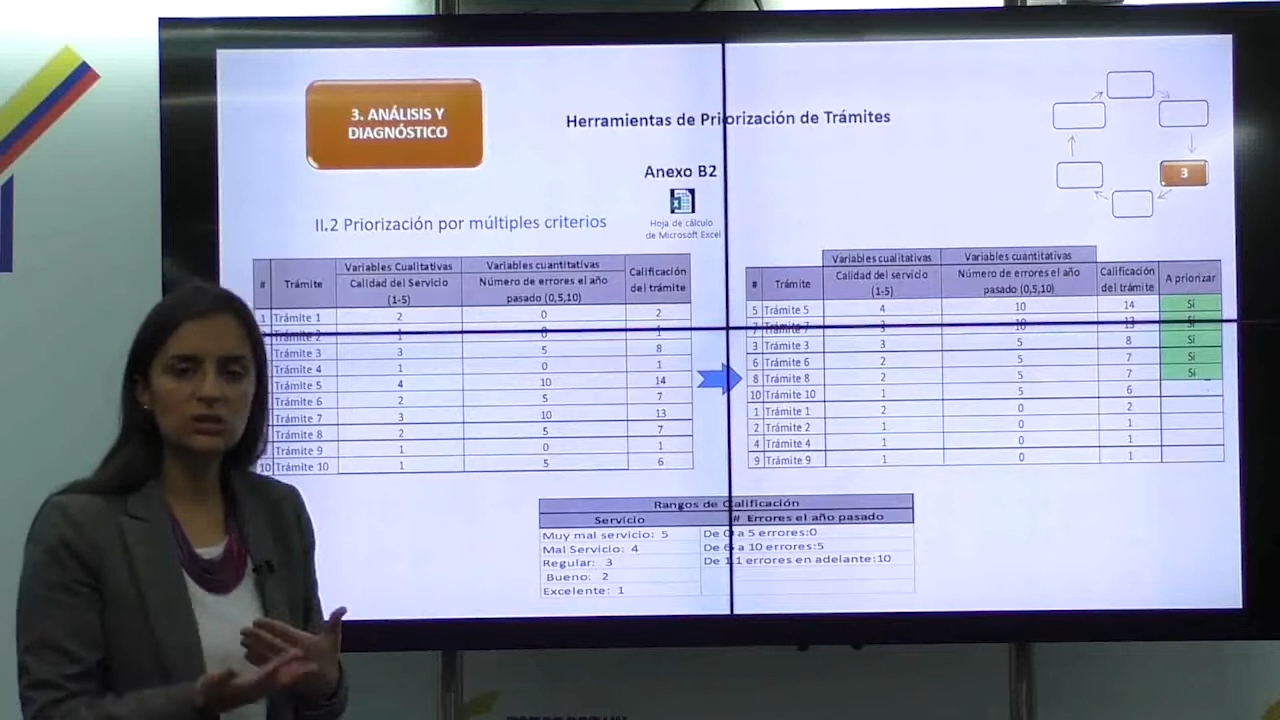 3. ANÁLISIS Y
DIAGNÓSTICO
Herramientas de Priorización de Trámites
3
Anexo B2
Hoja de cálculo
de Microsoft Excel
II.2 Priorización por múltiples criterios
# Trámite Variables Cualitativas Variables cuantitativas Calificación
Calidad del Servicio Número de errores el año del trámite
(1-5) pasado (0,5,10)
1 Trámite 1 2 0 2
2 Trámite 2 1 0 1
Trámite 3 3 5 8
Trámite 4 1 0 1
Trámite 5 4 10 14
Trámite 6 2 5 7
Trámite 7 3 10 13
Trámite 8 2 5 7
Trámite 9 1 0 1
10 Trámite 10 1 5 6
Variables cualitativas Variables cuantitativas
# Trámite Calidad del servicio Número de errores el año Calificación A priorizar
(1-5) pasado (0,5,10) del trámite
5 Trámite 5 4 10 14 Sí
7 Trámite 7 3 10 13 Sí
3 Trámite 3 3 5 8 Sí
6 Trámite 6 2 5 7 Sí
8 Trámite 8 2 5 7 Sí
10 Trámite 10 1 5 6
1 Trámite 1 2 0 2
2 Trámite 2 1 0 1
4 Trámite 4 1 0 1
9 Trámite 9 1 0 1
Rangos de Calificación
Servicio # Errores el año pasado
Muy mal servicio: 5 De 0 a 5 errores:0
Mal Servicio: 4 De 6 a 10 errores:5
Regular: 3 De 11 errores en adelante:10
Bueno: 2
Excelente: 1